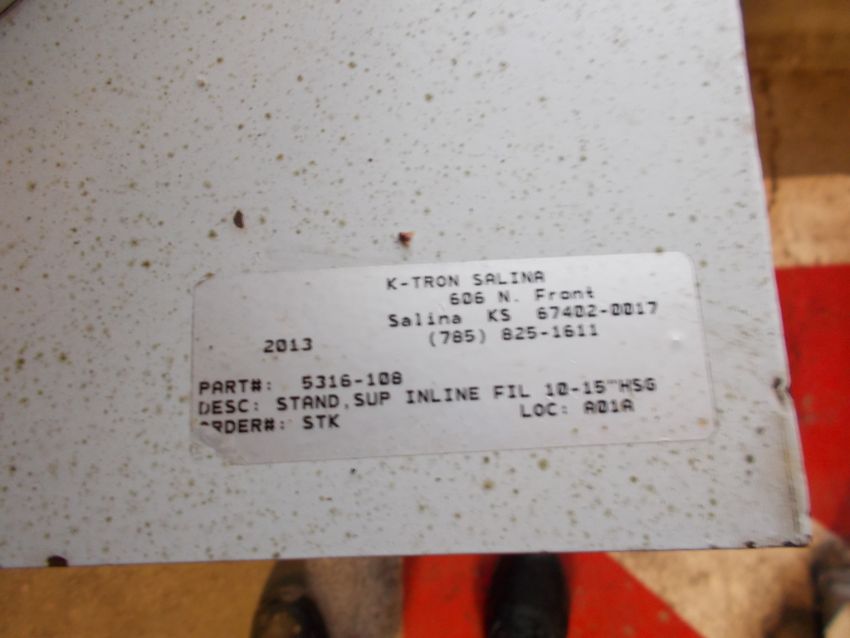 K-TRON SALINA
606 N. Front
Salina KS 67402-0017
2013 (785) 825-1611
PART#: 5316-108
DESC: STAND,SUP INLINE FIL 10-15"HSG
ORDER#: STK LOC: A01A